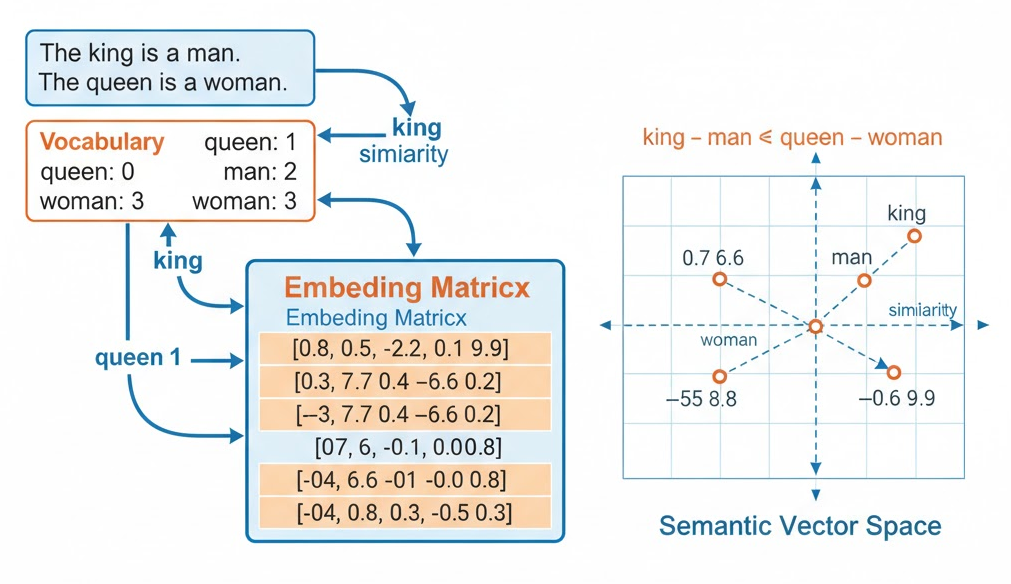 The king is a man.
The queen is a woman.
king
simiarity
Vocabulary queen: 1
queen: 0 man: 2
woman: 3 woman: 3
king
queen 1
Embeding Matricx
Embeding Matricx
[0.8, 0.5, -2.2, 0.1 9.9]
[0.3, 7.7 0.4 –6.6 0.2]
[-–3, 7.7 0.4 –6.6 0.2]
[07, 6, -0.1, 0.00.8]
[-04, 6.6 -01 -0.0 0.8]
[-04, 0.8, 0.3, -0.5 0.3]
king – man ⩽ queen – woman
king
0.7 6.6
man
simiarity
woman
–55 8.8
–0.6 9.9
Semantic Vector Space